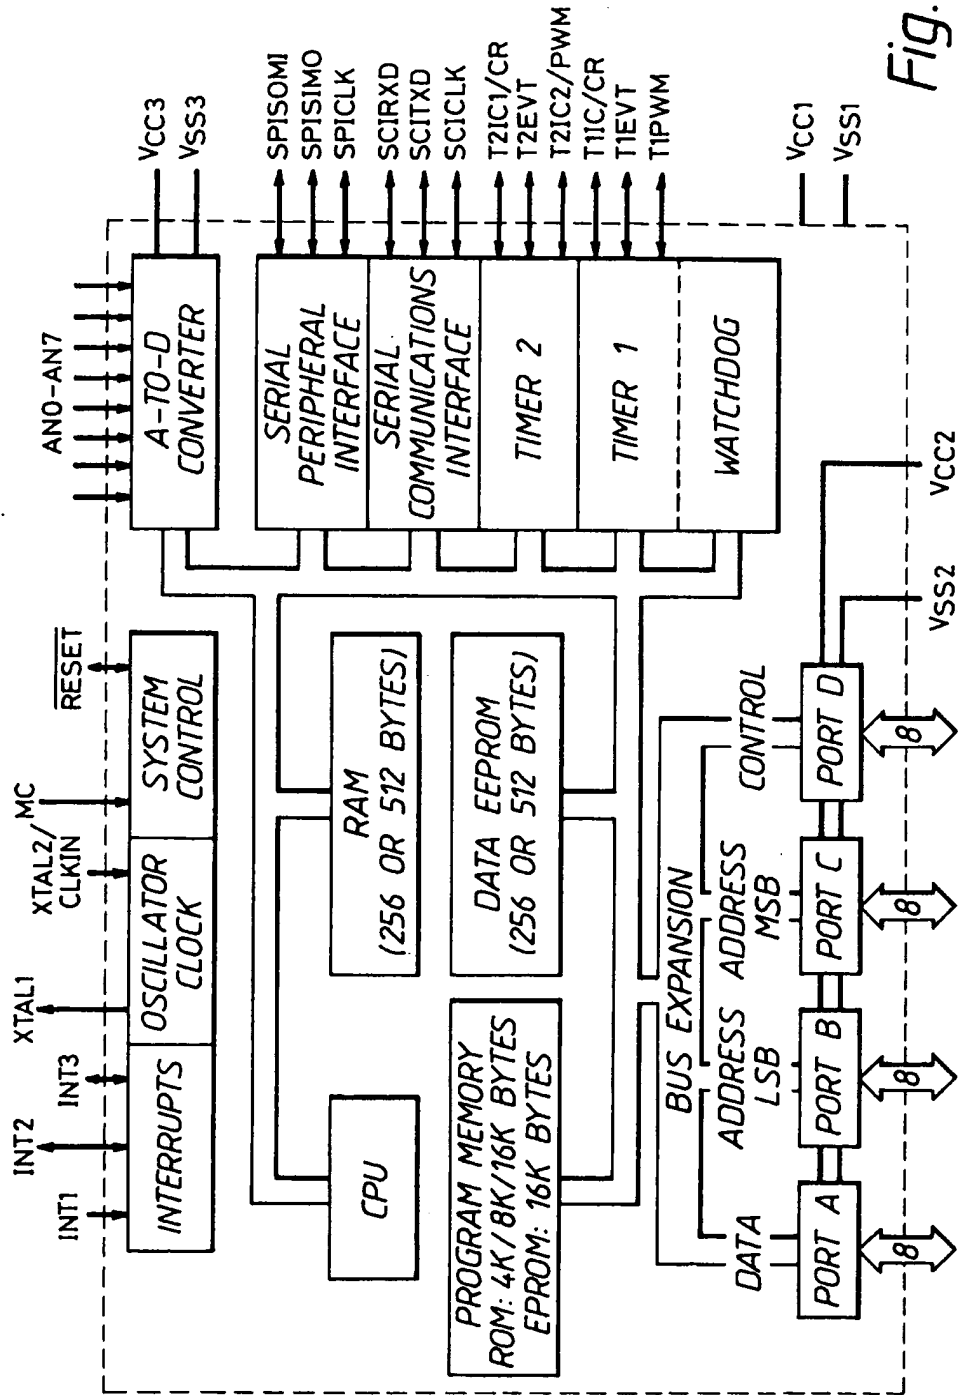 INT1
INT2
INT3
XTAL1
XTAL2/
CLKIN
MC
RESET
AN0-AN7
VCC3
VSS3
INTERRUPTS
OSCILLATOR
CLOCK
SYSTEM
CONTROL
A-TO-D
CONVERTER
CPU
RAM
(256 OR 512 BYTES)
SERIAL
PERIPHERAL
INTERFACE
SPISOMI
SPISIMO
SPICLK
SERIAL
COMMUNICATIONS
INTERFACE
SCIRXD
SCITXD
SCICLK
PROGRAM MEMORY
ROM: 4K/8K/16K BYTES
EPROM: 16K BYTES
DATA EEPROM
(256 OR 512 BYTES)
TIMER 2
T2IC1/CR
T2EVT
T2IC2/PWM
TIMER 1
T1IC/CR
T1EVT
T1PWM
WATCHDOG
BUS EXPANSION
DATA
ADDRESS
LSB
ADDRESS
MSB
CONTROL
PORT A
PORT B
PORT C
PORT D
8
8
8
8
VSS2
VCC2
VCC1
VSS1
Fig.